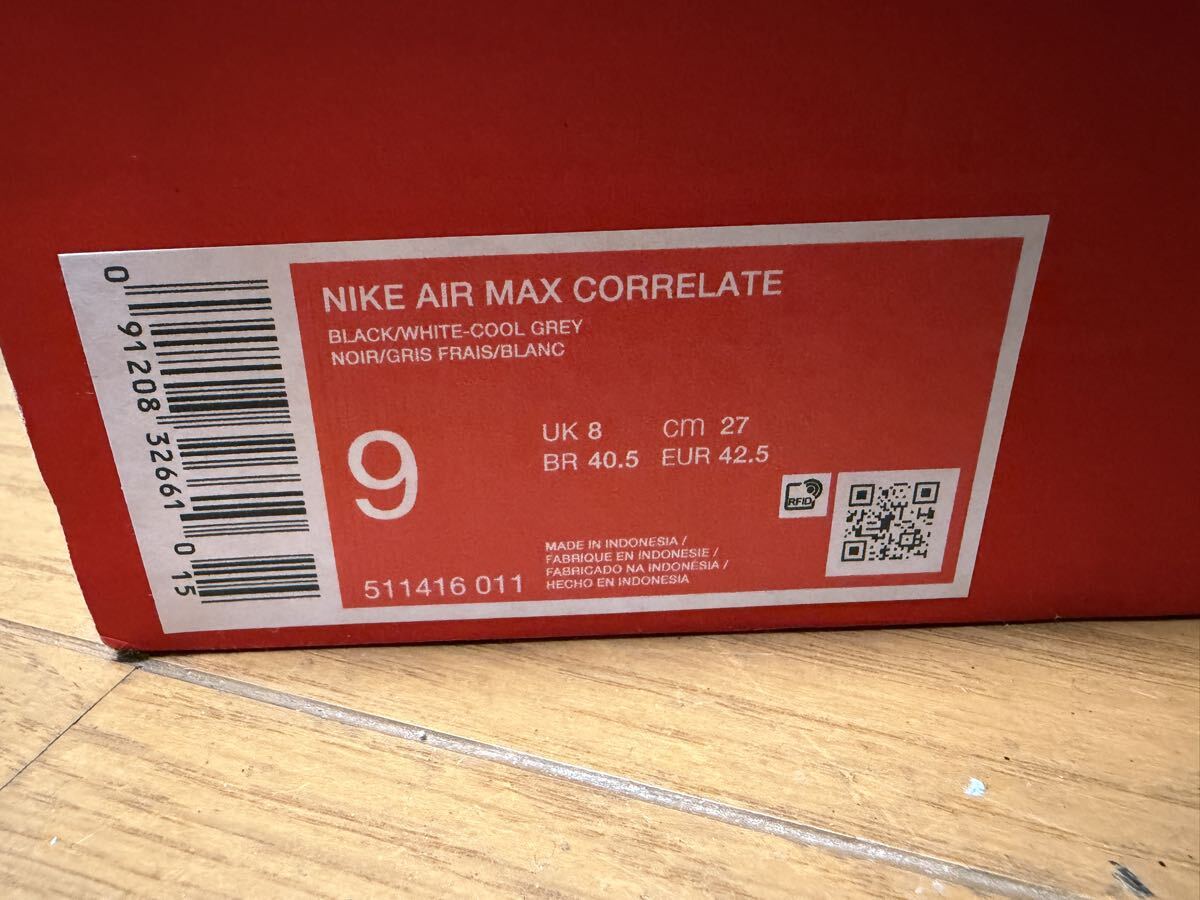 0 91208 32661 0 15
NIKE AIR MAX CORRELATE
BLACK/WHITE-COOL GREY
NOIR/GRIS FRAIS/BLANC
9
UK 8 cm 27
BR 40.5 EUR 42.5
RFID
MADE IN INDONESIA /
FABRIQUE EN INDONESIE /
FABRICADO NA INDONÉSIA /
HECHO EN INDONESIA
511416 011